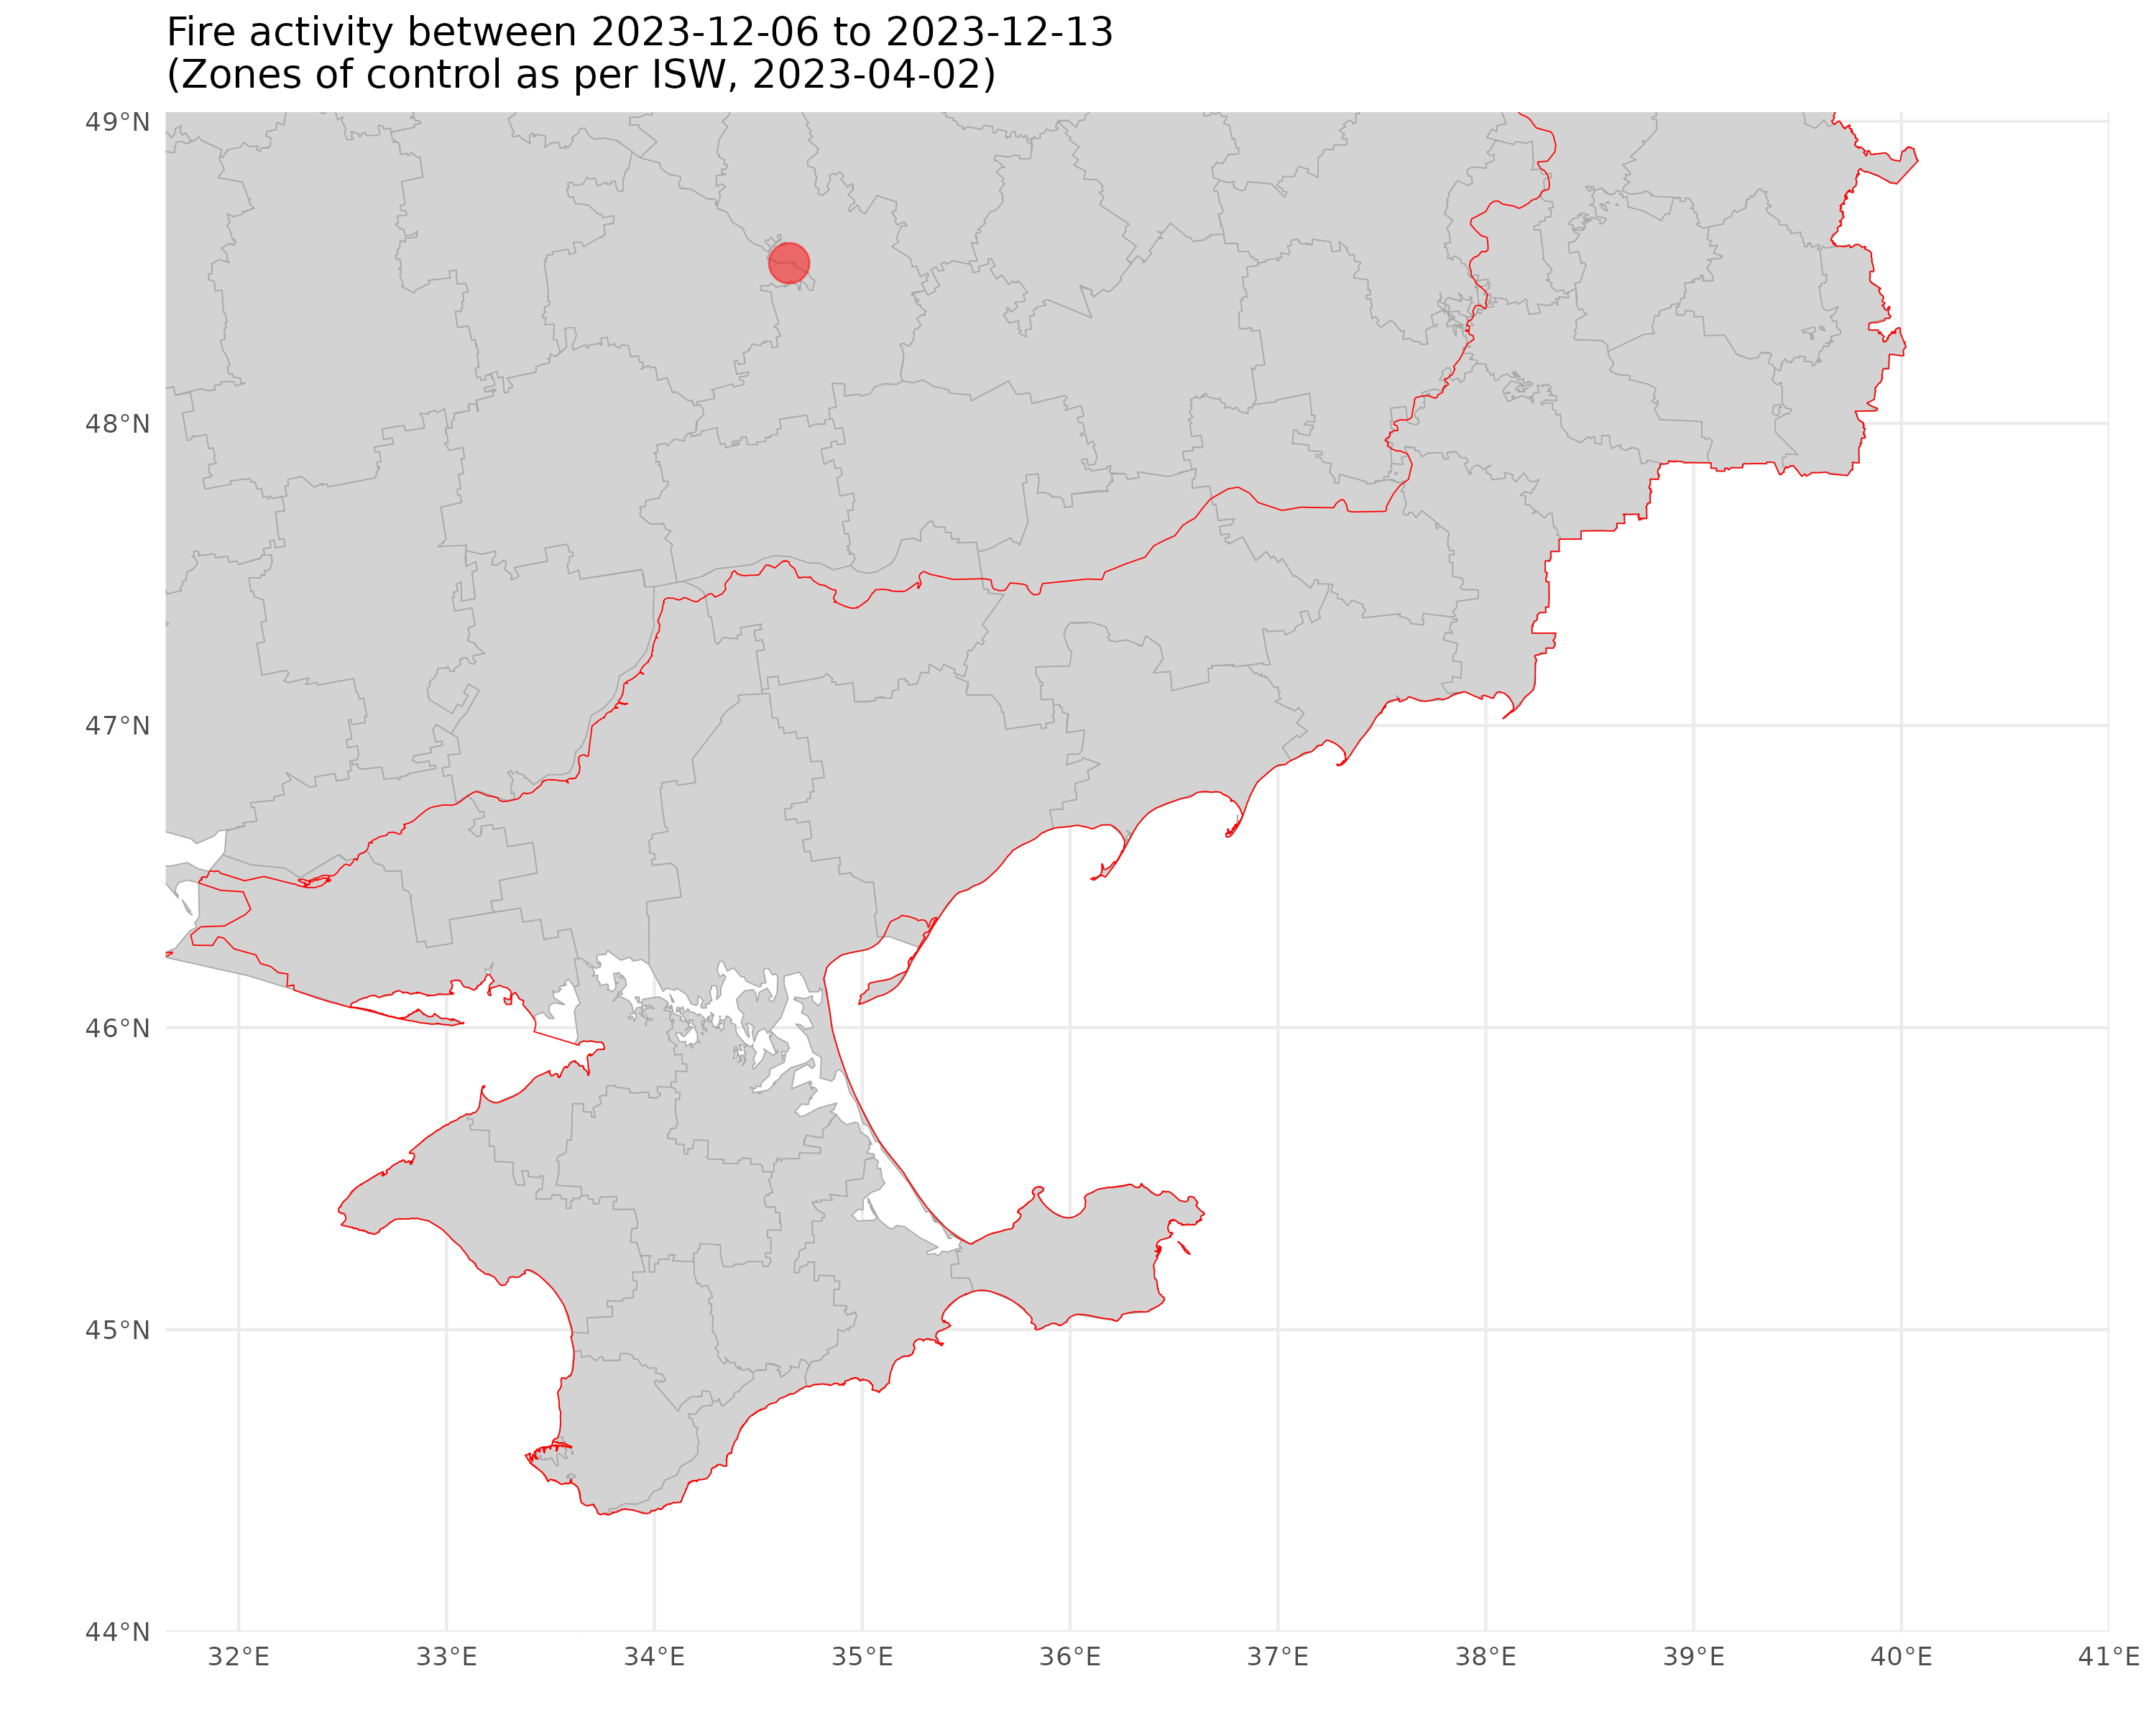 Fire activity between 2023-12-06 to 2023-12-13
(Zones of control as per ISW, 2023-04-02)
49°N
48°N
47°N
46°N
45°N
44°N
32°E 33°E 34°E 35°E 36°E 37°E 38°E 39°E 40°E 41°E